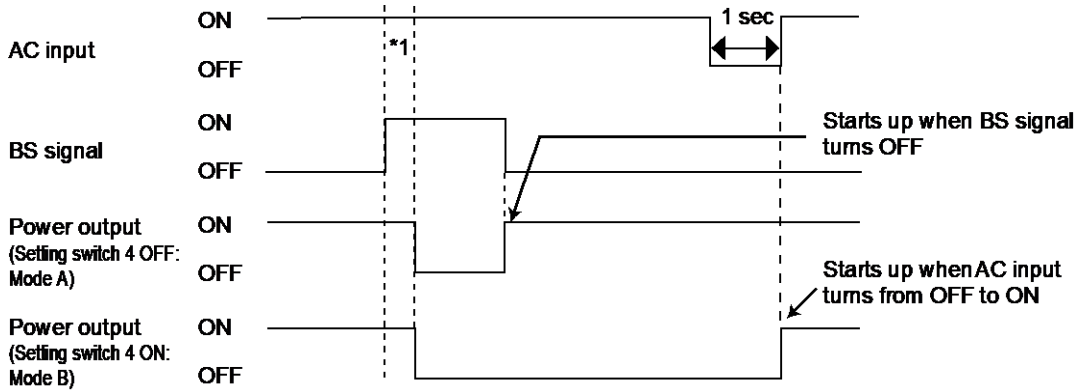 ON
1 sec
AC input
*1
OFF
ON
Starts up when BS signal
turns OFF
BS signal
OFF
Power output
ON
(Setting switch 4 OFF:
Mode A)
OFF
Starts up when AC input
turns from OFF to ON
Power output
ON
(Setting switch 4 ON:
Mode B)
OFF